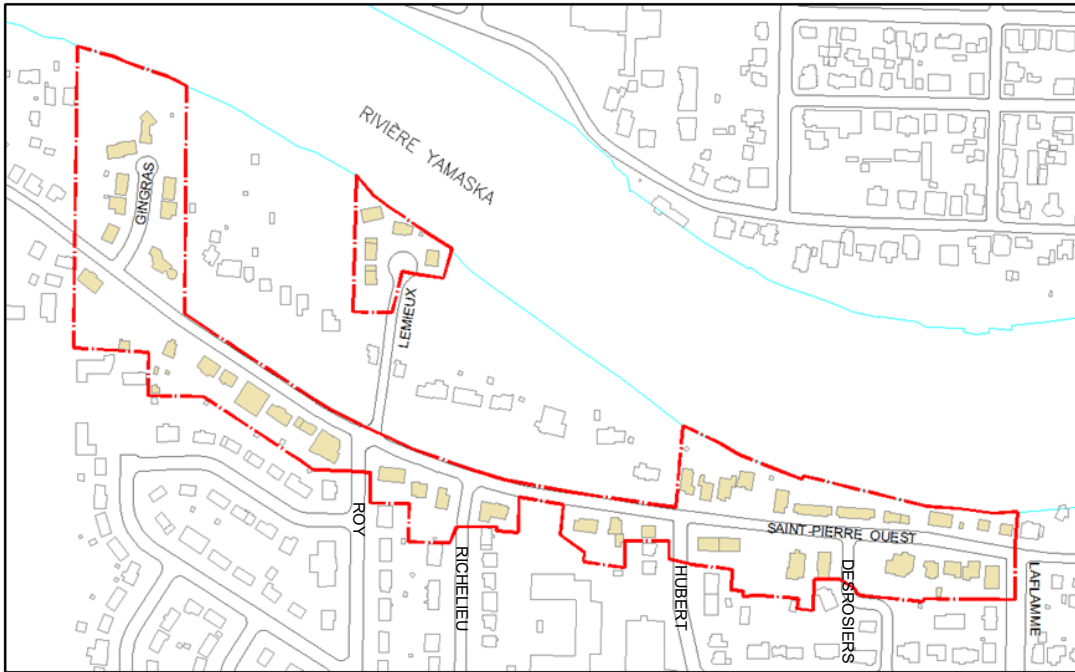 RIVIÈRE YAMASKA
GINGRAS
LEMIEUX
SAINT-PIERRE OUEST
ROY
RICHELIEU
HUBERT
DESROSIERS
LAFLAMME